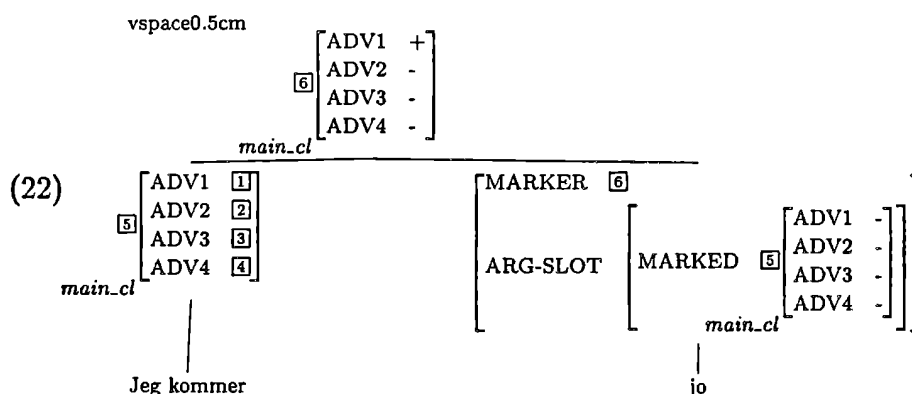 vspace0.5cm
6 ADV1 +
ADV2 -
ADV3 -
ADV4 -
main_cl
(22)
5 ADV1 1
ADV2 2
ADV3 3
ADV4 4
main_cl
MARKER 6
ARG-SLOT MARKED 5 ADV1 -
ADV2 -
ADV3 -
ADV4 -
main_cl
Jeg kommer
jo